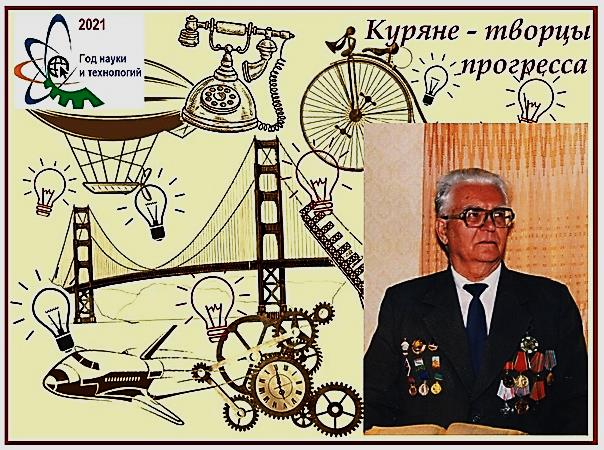 2021
Год науки
и технологий
Куряне - творцы
прогресса